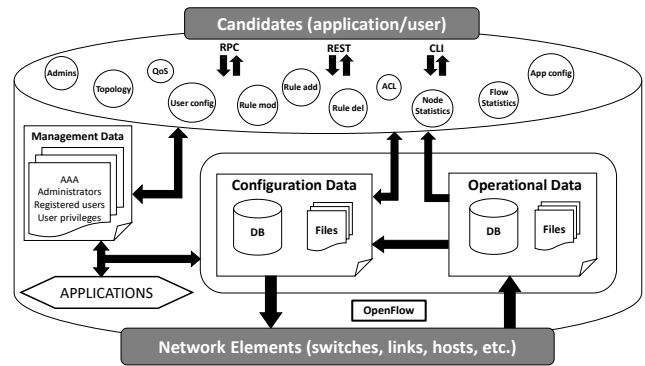 Candidates (application/user)
RPC
REST
CLI
Admins
Topology
QoS
User config
Rule mod
Rule add
Rule del
ACL
Node
Statistics
Flow
Statistics
App config
Management Data
AAA
Administrators
Registered users
User privileges
Configuration Data
DB
Files
Operational Data
DB
Files
APPLICATIONS
OpenFlow
Network Elements (switches, links, hosts, etc.)